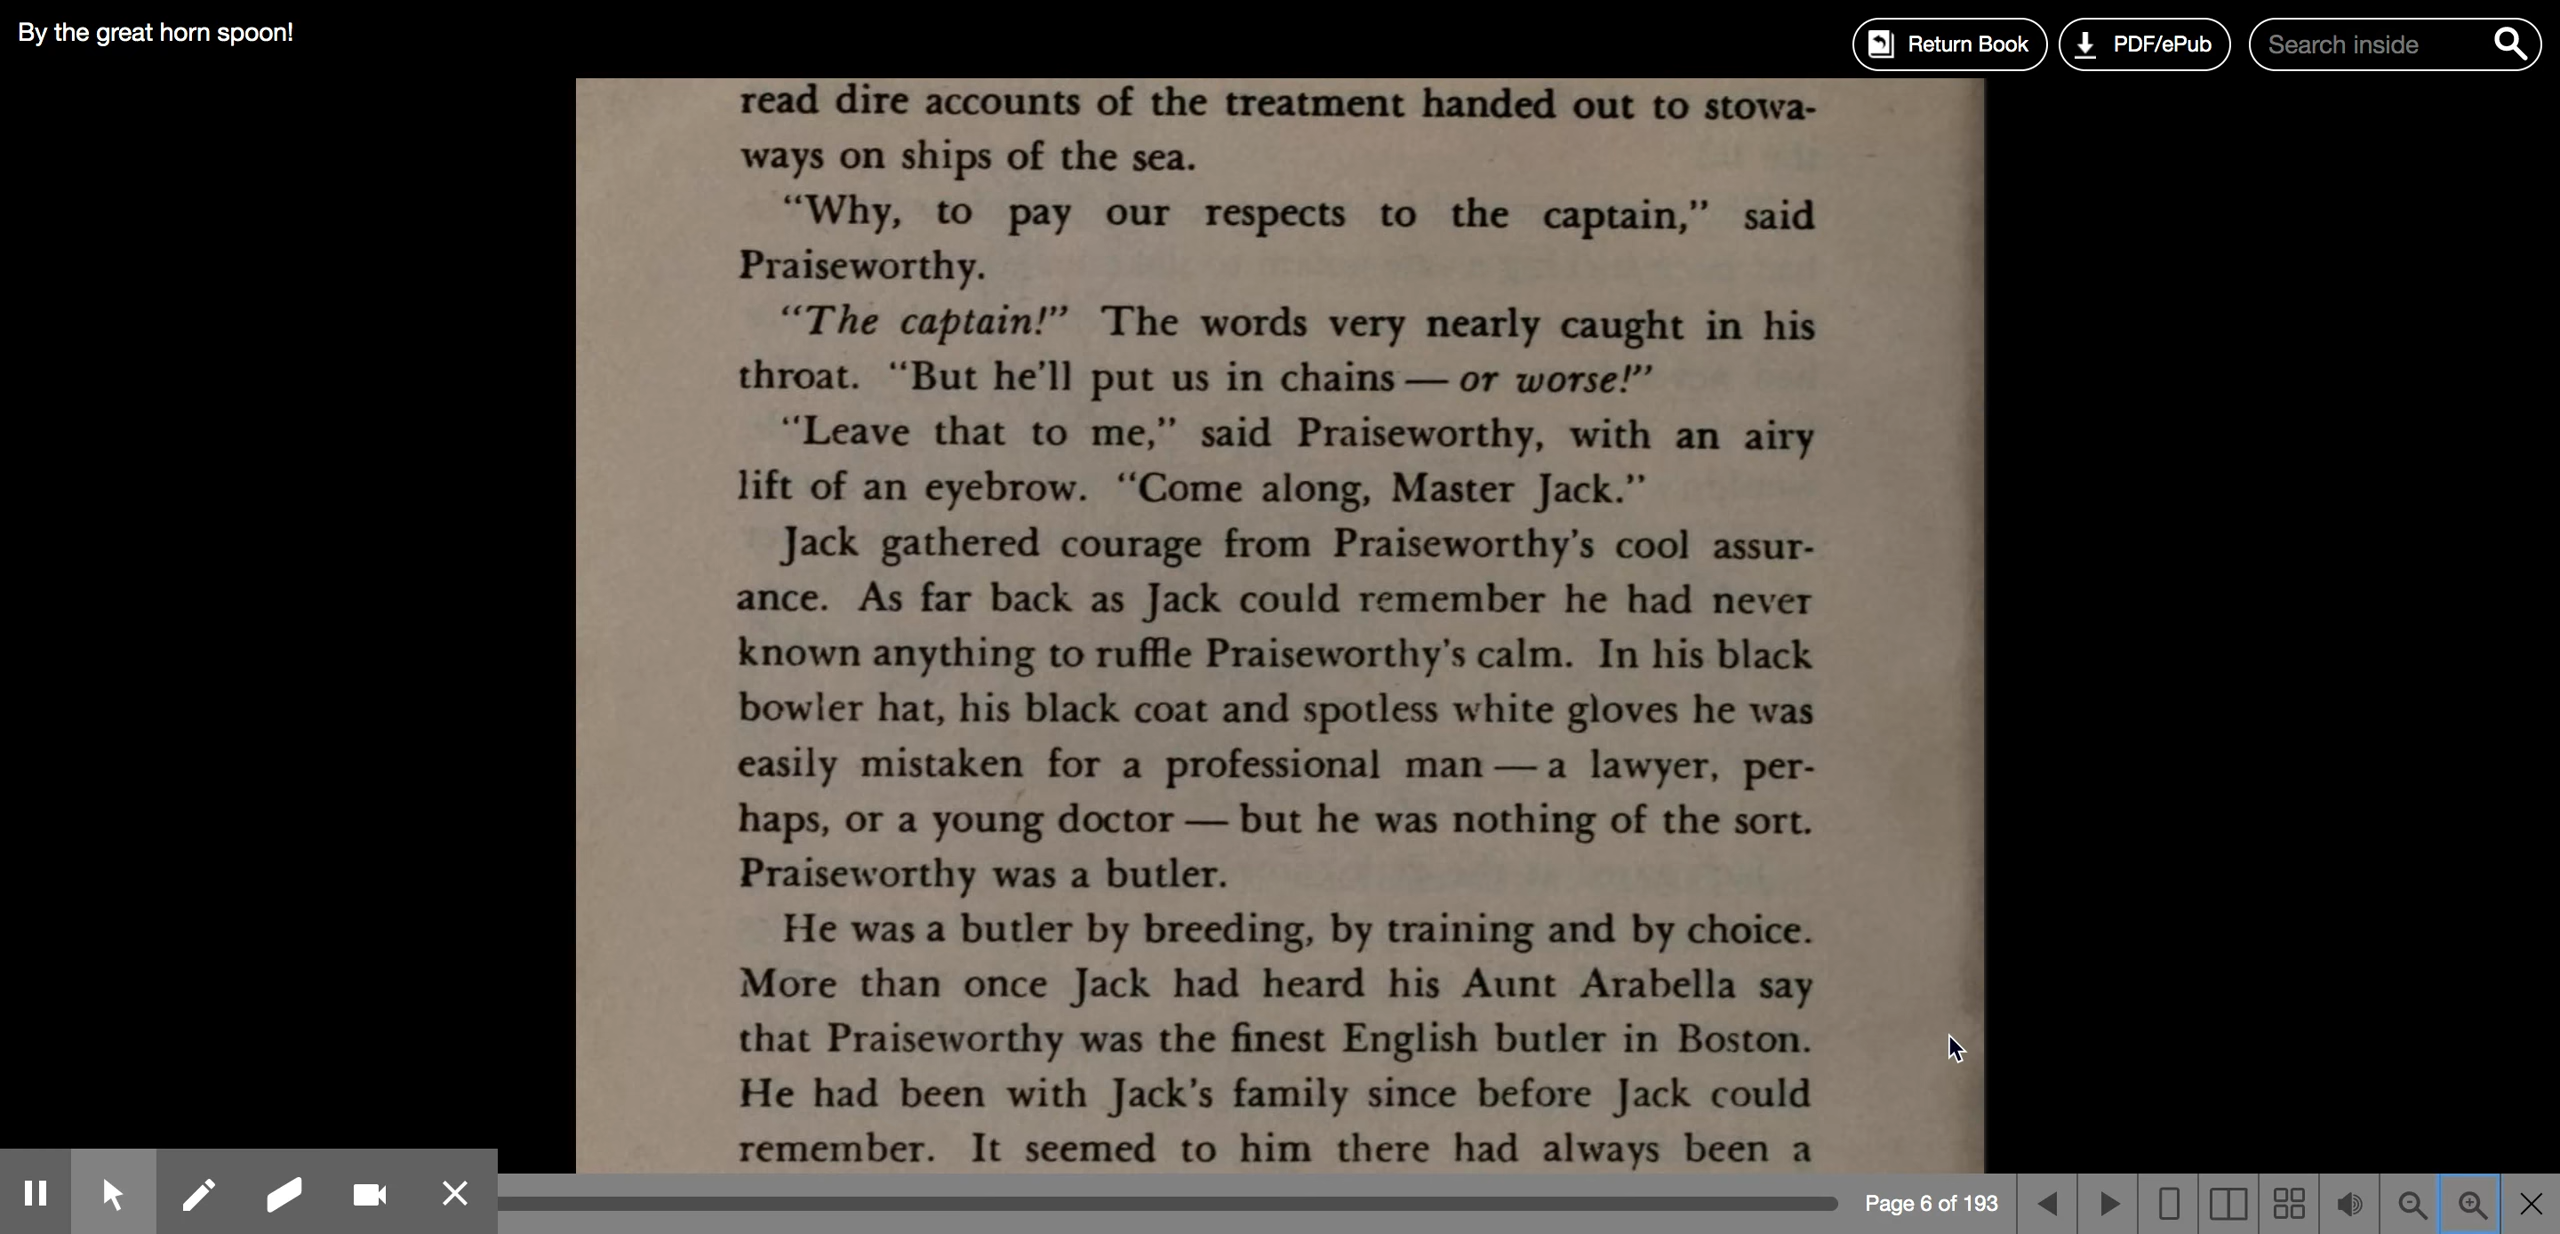 By the great horn spoon!
Return Book
PDF/ePub
Search inside
read dire accounts of the treatment handed out to stowa-
ways on ships of the sea.
“Why, to pay our respects to the captain,” said
Praiseworthy.
“The captain!” The words very nearly caught in his
throat. “But he’ll put us in chains — or worse!”
“Leave that to me,” said Praiseworthy, with an airy
lift of an eyebrow. “Come along, Master Jack.”
Jack gathered courage from Praiseworthy’s cool assur-
ance. As far back as Jack could remember he had never
known anything to ruffle Praiseworthy’s calm. In his black
bowler hat, his black coat and spotless white gloves he was
easily mistaken for a professional man — a lawyer, per-
haps, or a young doctor — but he was nothing of the sort.
Praiseworthy was a butler.
He was a butler by breeding, by training and by choice.
More than once Jack had heard his Aunt Arabella say
that Praiseworthy was the finest English butler in Boston.
He had been with Jack’s family since before Jack could
remember. It seemed to him there had always been a
Page 6 of 193